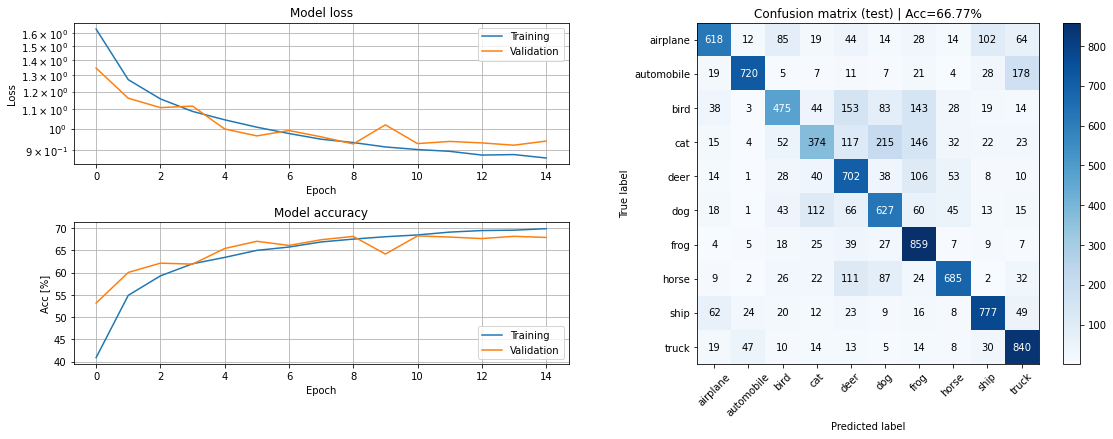 Model loss
Loss
1.6 × 10⁰
1.5 × 10⁰
1.4 × 10⁰
1.3 × 10⁰
1.2 × 10⁰
1.1 × 10⁰
10⁰
9 × 10⁻¹
Training
Validation
0 2 4 6 8 10 12 14
Epoch
Model accuracy
Acc [%]
70
65
60
55
50
45
40
Training
Validation
0 2 4 6 8 10 12 14
Epoch
Confusion matrix (test) | Acc=66.77%
True label
airplane 618 12 85 19 44 14 28 14 102 64
automobile 19 720 5 7 11 7 21 4 28 178
bird 38 3 475 44 153 83 143 28 19 14
cat 15 4 52 374 117 215 146 32 22 23
deer 14 1 28 40 702 38 106 53 8 10
dog 18 1 43 112 66 627 60 45 13 15
frog 4 5 18 25 39 27 859 7 9 7
horse 9 2 26 22 111 87 24 685 2 32
ship 62 24 20 12 23 9 16 8 777 49
truck 19 47 10 14 13 5 14 8 30 840
airplane automobile bird cat deer dog frog horse ship truck
Predicted label
800
700
600
500
400
300
200
100